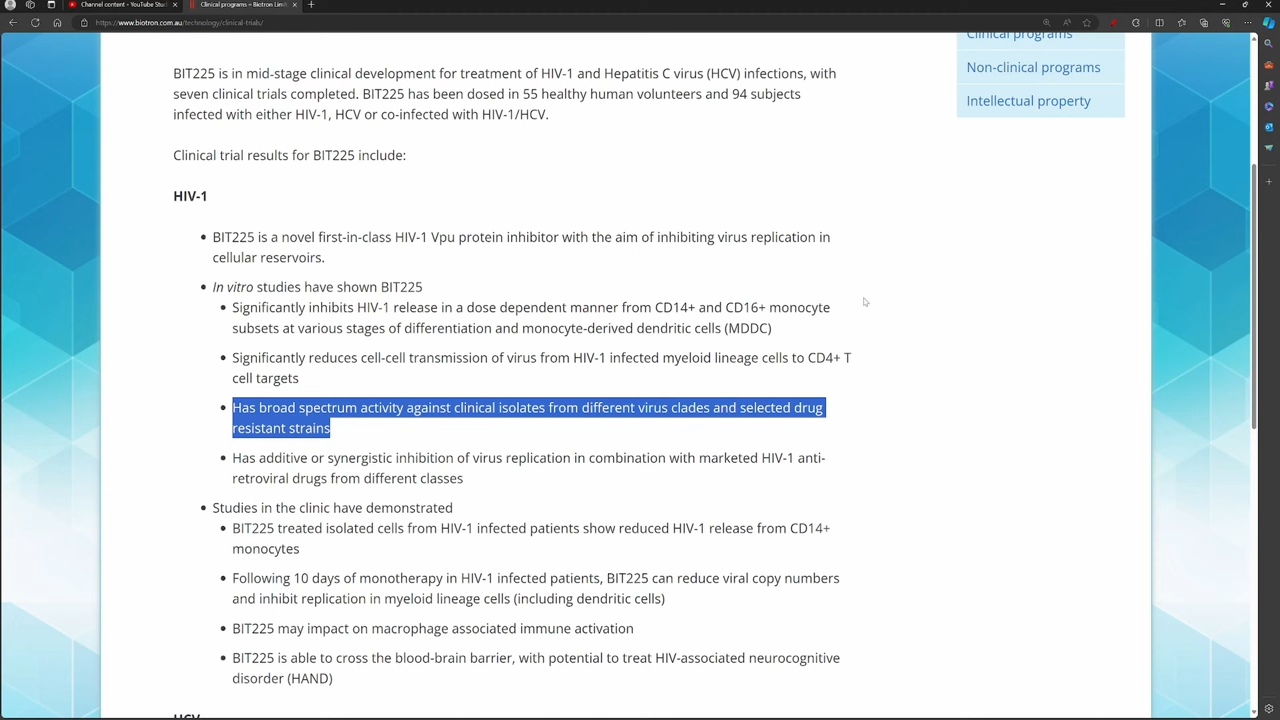 Channel content - YouTube Stud
Clinical programs – Biotron Limit
https://www.biotron.com.au/technology/clinical-trials/
Clinical programs
Non-clinical programs
Intellectual property
BIT225 is in mid-stage clinical development for treatment of HIV-1 and Hepatitis C virus (HCV) infections, with
seven clinical trials completed. BIT225 has been dosed in 55 healthy human volunteers and 94 subjects
infected with either HIV-1, HCV or co-infected with HIV-1/HCV.
Clinical trial results for BIT225 include:
HIV-1
• BIT225 is a novel first-in-class HIV-1 Vpu protein inhibitor with the aim of inhibiting virus replication in
cellular reservoirs.
• In vitro studies have shown BIT225
• Significantly inhibits HIV-1 release in a dose dependent manner from CD14+ and CD16+ monocyte
subsets at various stages of differentiation and monocyte-derived dendritic cells (MDDC)
• Significantly reduces cell-cell transmission of virus from HIV-1 infected myeloid lineage cells to CD4+ T
cell targets
• Has broad spectrum activity against clinical isolates from different virus clades and selected drug
resistant strains
• Has additive or synergistic inhibition of virus replication in combination with marketed HIV-1 anti-
retroviral drugs from different classes
• Studies in the clinic have demonstrated
• BIT225 treated isolated cells from HIV-1 infected patients show reduced HIV-1 release from CD14+
monocytes
• Following 10 days of monotherapy in HIV-1 infected patients, BIT225 can reduce viral copy numbers
and inhibit replication in myeloid lineage cells (including dendritic cells)
• BIT225 may impact on macrophage associated immune activation
• BIT225 is able to cross the blood-brain barrier, with potential to treat HIV-associated neurocognitive
disorder (HAND)
HCV